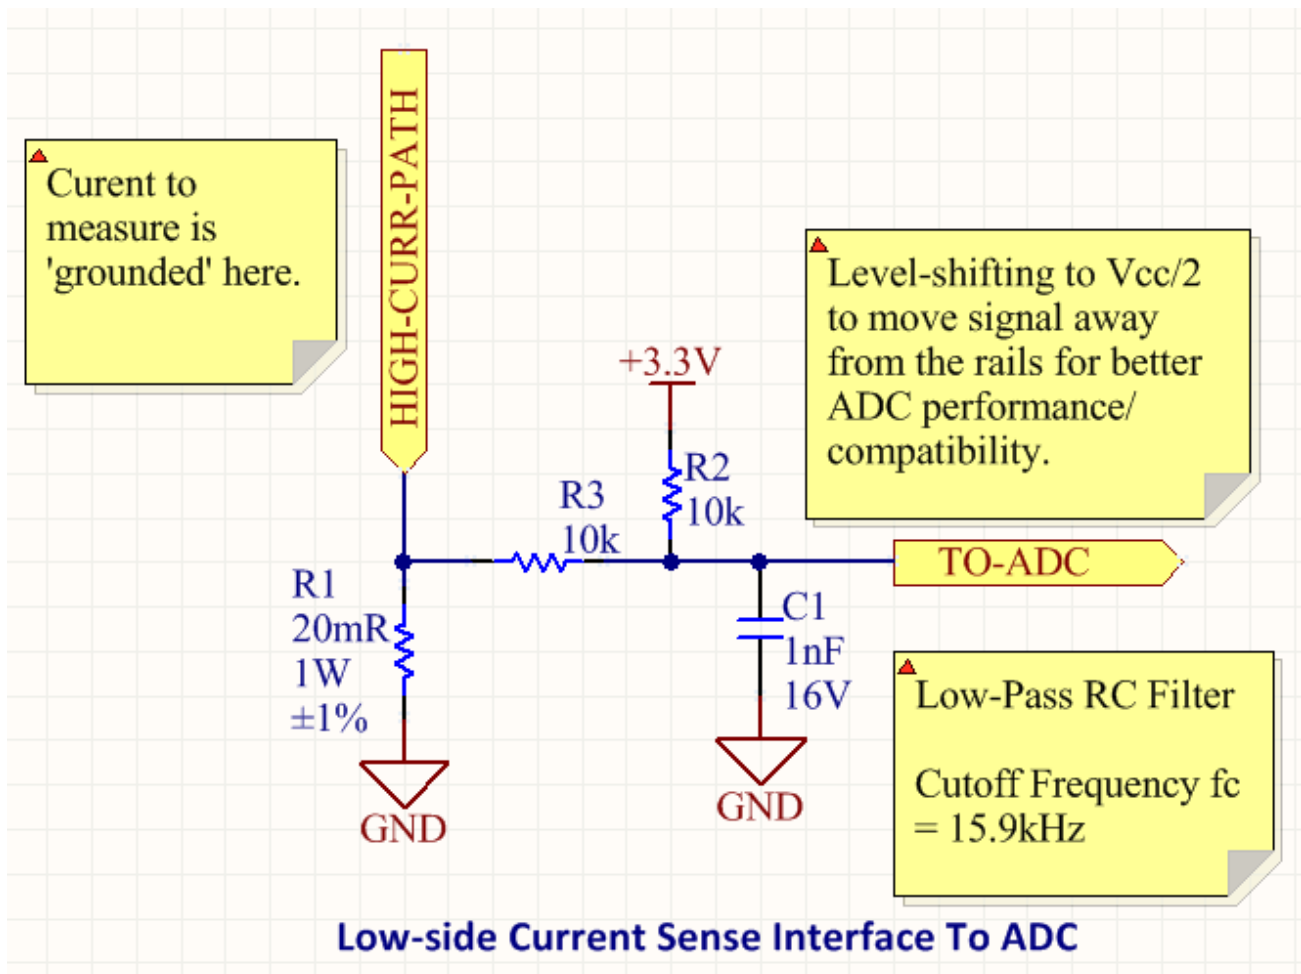 HIGH-CURR-PATH
Curent to
measure is
'grounded' here.
Level-shifting to Vcc/2
to move signal away
from the rails for better
ADC performance/
compatibility.
+3.3V
R2
10k
R3
10k
TO-ADC
R1
20mR
1W
±1%
C1
1nF
16V
GND
GND
Low-Pass RC Filter
Cutoff Frequency fc
= 15.9kHz
Low-side Current Sense Interface To ADC